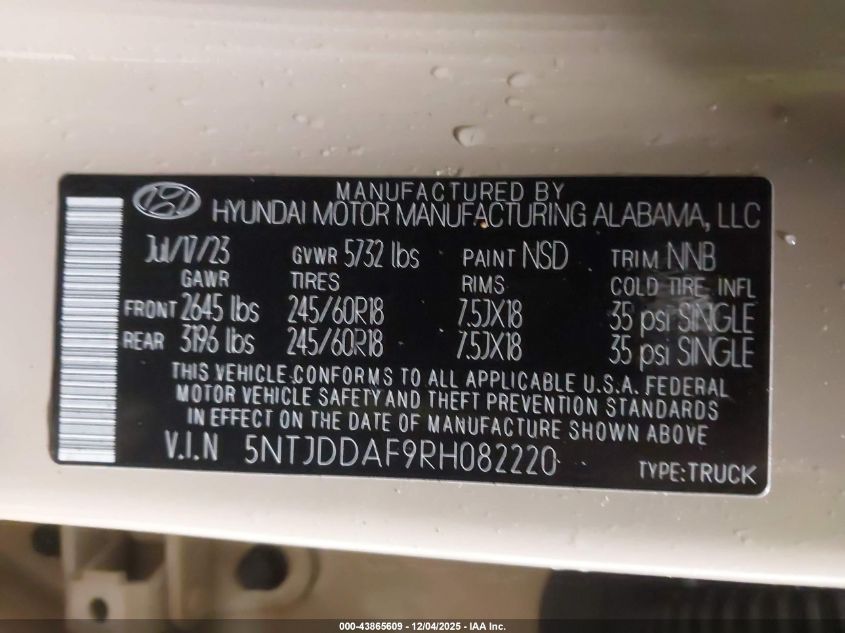 MANUFACTURED BY
HYUNDAI MOTOR MANUFACTURING ALABAMA, LLC
Jul/17/23 GVWR 5732 lbs PAINT NSD TRIM NNB
GAWR TIRES RIMS COLD TIRE INFL
FRONT 2645 lbs 245/60R18 7.5JX18 35 psi SINGLE
REAR 3196 lbs 245/60R18 7.5JX18 35 psi SINGLE
THIS VEHICLE CONFORMS TO ALL APPLICABLE U.S.A. FEDERAL
MOTOR VEHICLE SAFETY AND THEFT PREVENTION STANDARDS
IN EFFECT ON THE DATE OF MANUFACTURE SHOWN ABOVE
V.I.N 5NTJDDAF9RH082220 TYPE:TRUCK
000-43865609 - 12/04/2025 - IAA Inc.